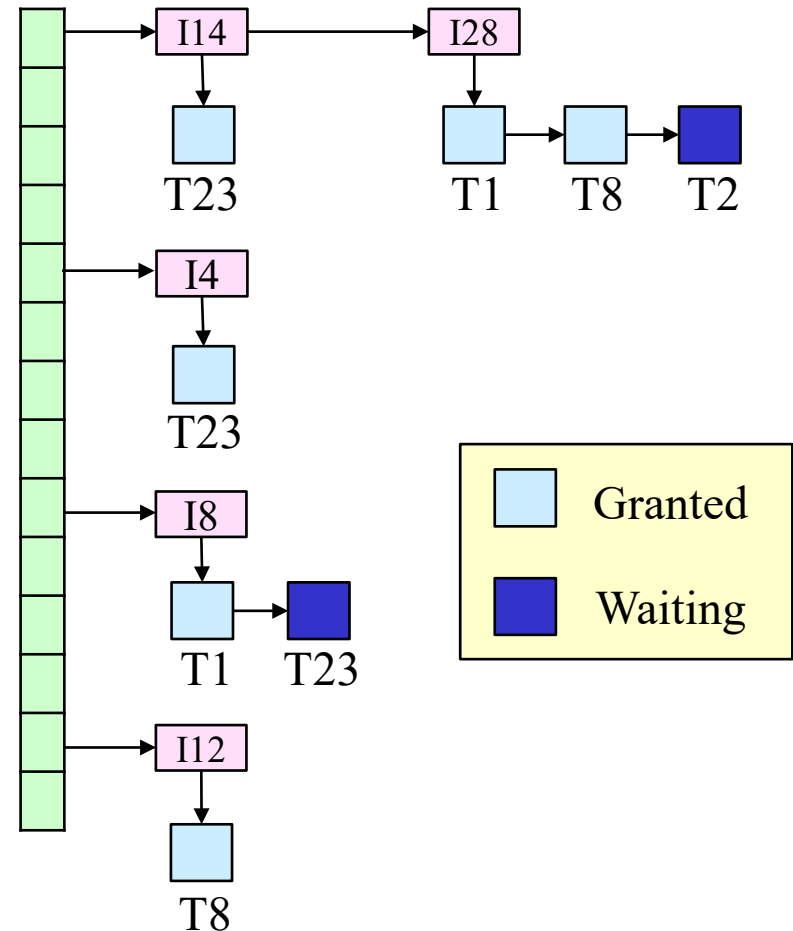 I14 I28
T23 T1 T8 T2
I4
T23
Granted
I8
Waiting
T1 T23
I12
T8